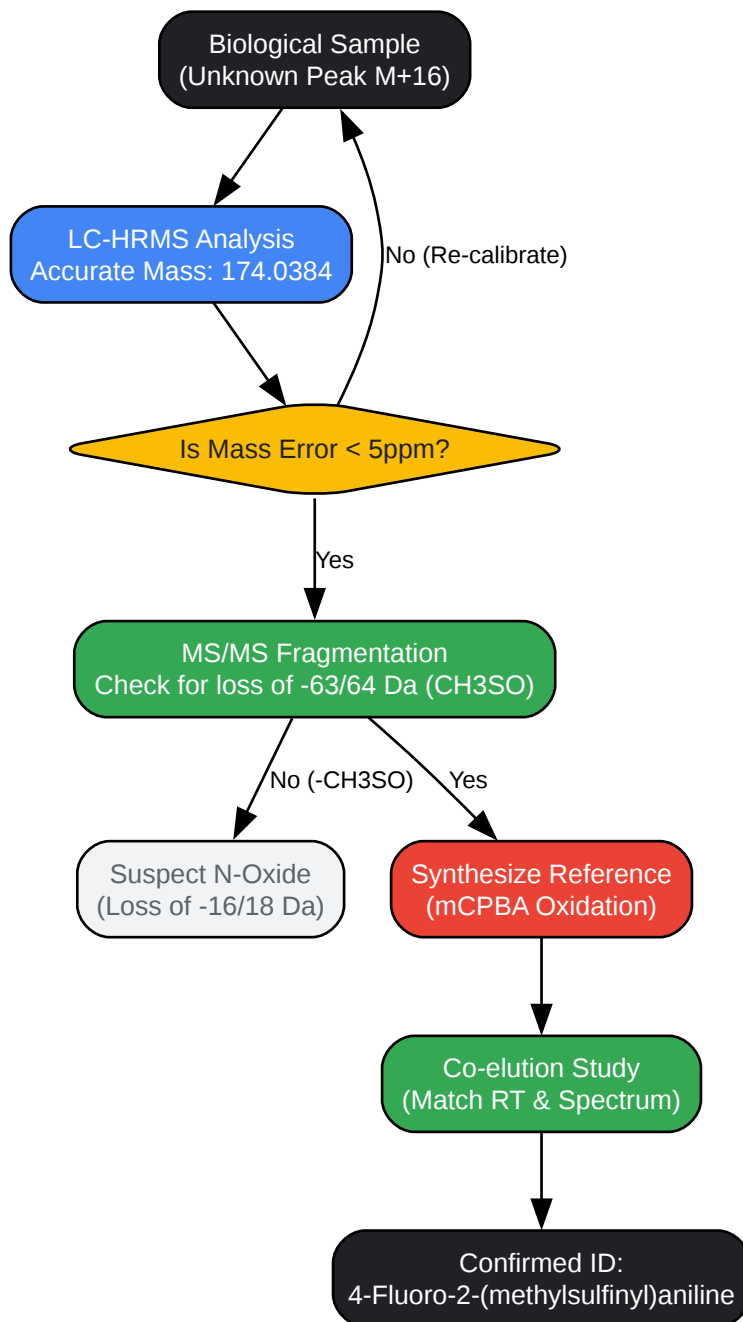 Biological Sample
(Unknown Peak M+16)
LC-HRMS Analysis
Accurate Mass: 174.0384
No (Re-calibrate)
Is Mass Error < 5ppm?
Yes
MS/MS Fragmentation
Check for loss of -63/64 Da (CH3SO)
No (-CH3SO)
Yes
Suspect N-Oxide
(Loss of -16/18 Da)
Synthesize Reference
(mCPBA Oxidation)
Co-elution Study
(Match RT & Spectrum)
Confirmed ID:
4-Fluoro-2-(methylsulfinyl)aniline